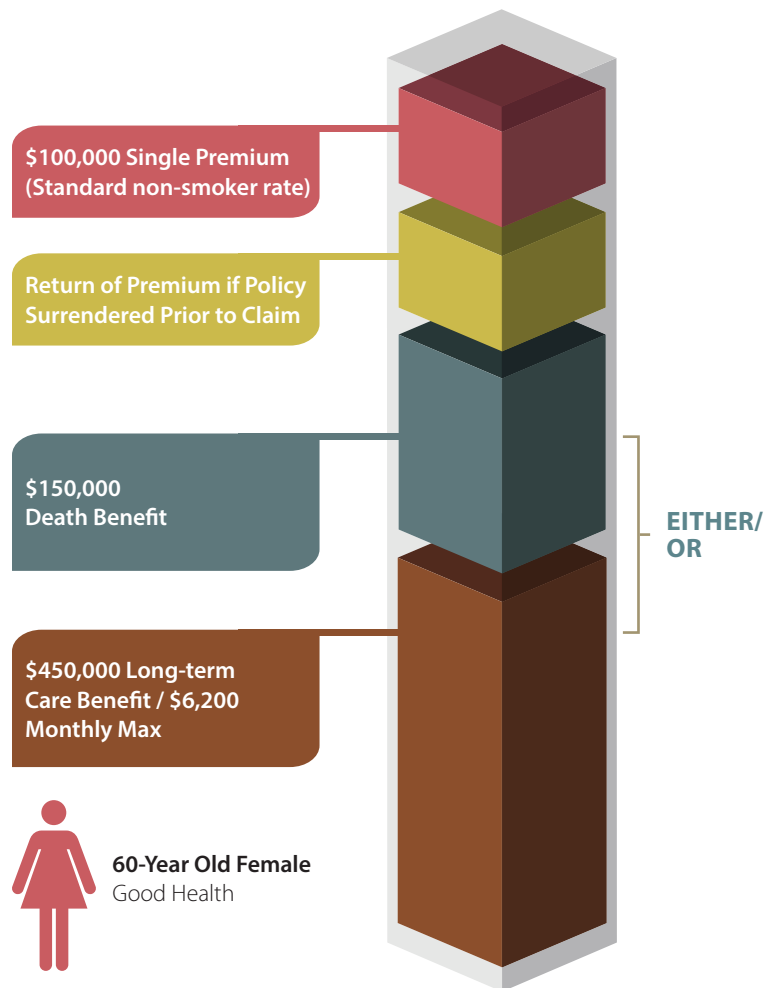 $100,000 Single Premium
(Standard non-smoker rate)
Return of Premium if Policy
Surrendered Prior to Claim
$150,000
Death Benefit
EITHER/
OR
$450,000 Long-term
Care Benefit / $6,200
Monthly Max
60-Year Old Female
Good Health